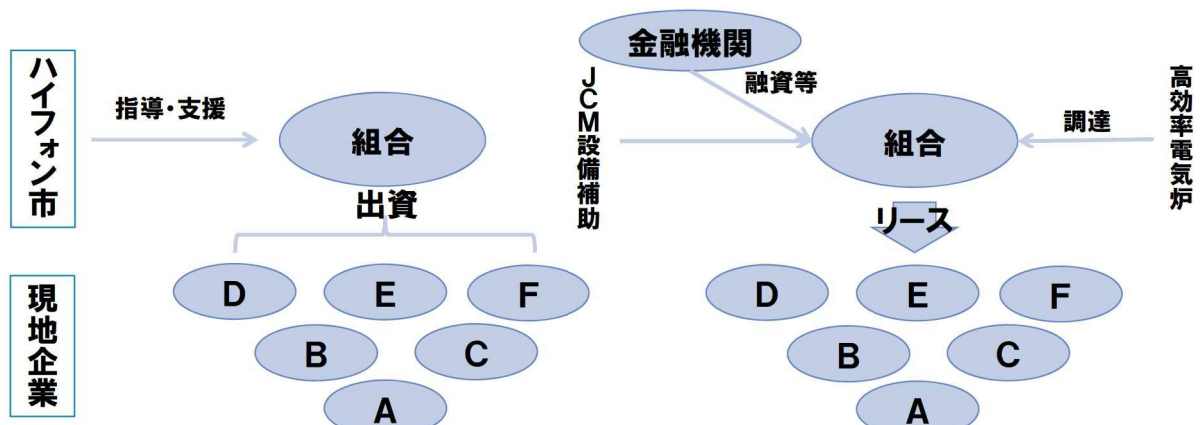 ハイフォン市
指導・支援
組合
出資
D
E
F
B
C
A
現地企業
金融機関
融資等
JCM設備補助
組合
調達
高効率電気炉
リース
D
E
F
B
C
A